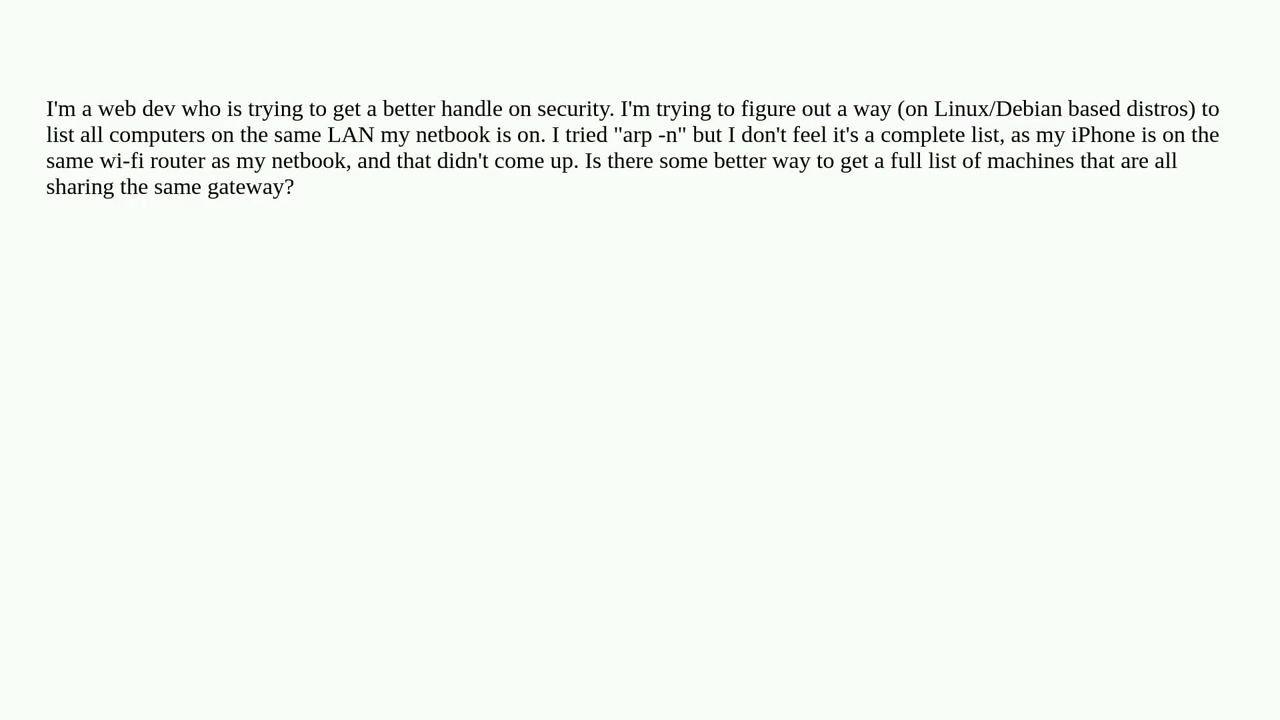 I'm a web dev who is trying to get a better handle on security. I'm trying to figure out a way (on Linux/Debian based distros) to
list all computers on the same LAN my netbook is on. I tried "arp -n" but I don't feel it's a complete list, as my iPhone is on the
same wi-fi router as my netbook, and that didn't come up. Is there some better way to get a full list of machines that are all
sharing the same gateway?